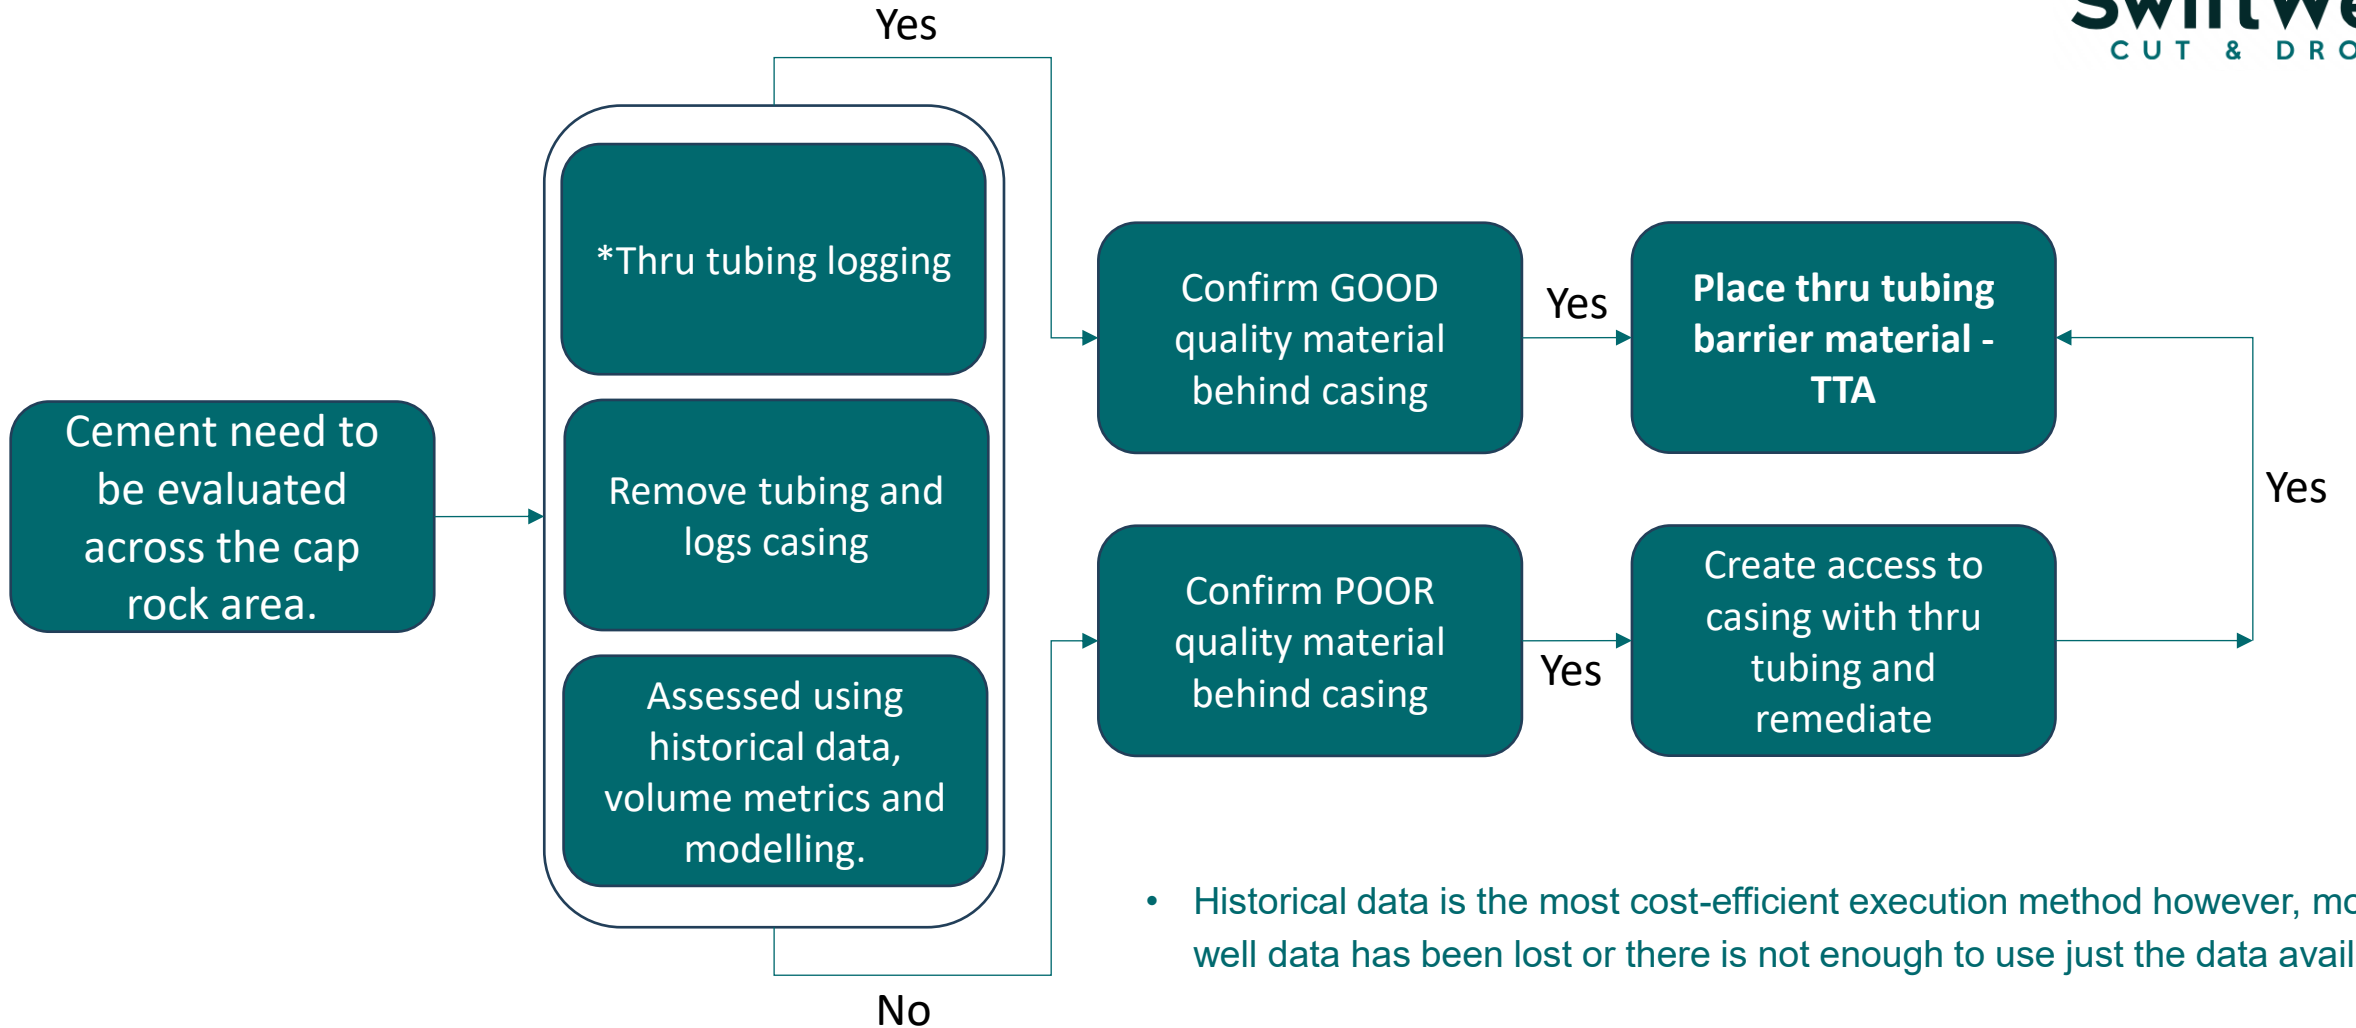 Yes
CUT & DRO
*Thru tubing logging
Confirm GOOD
quality material
behind casing
Yes
Place thru tubing
barrier material -
TTA
Cement need to
be evaluated
across the cap
rock area.
Remove tubing and
logs casing
Yes
Confirm POOR
quality material
behind casing
Yes
Create access to
casing with thru
tubing and
remediate
Assessed using
historical data,
volume metrics and
modelling.
• Historical data is the most cost-efficient execution method however,
well data has been lost or there is not enough to use just the data
No